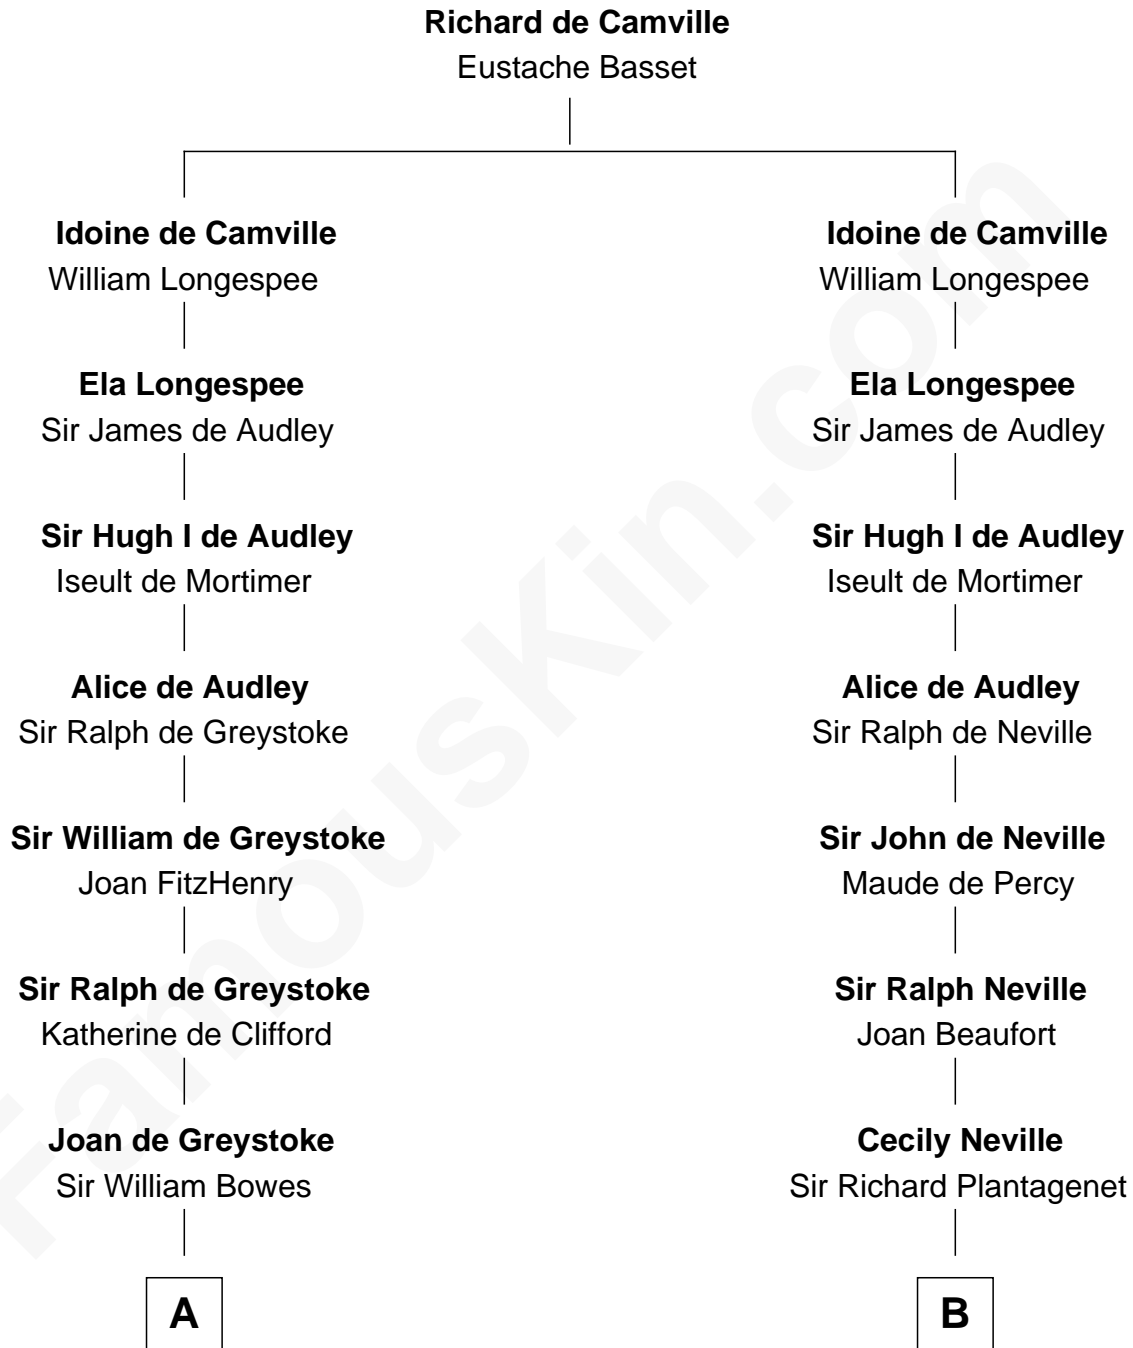 Richard de Camville
Eustache Basset
Idoine de Camville
William Longespee
Idoine de Camville
William Longespee
Ela Longespee
Sir James de Audley
Ela Longespee
Sir James de Audley
Sir Hugh I de Audley
Iseult de Mortimer
Sir Hugh I de Audley
Iseult de Mortimer
Alice de Audley
Sir Ralph de Greystoke
Alice de Audley
Sir Ralph de Neville
Sir William de Greystoke
Joan FitzHenry
Sir John de Neville
Maude de Percy
Sir Ralph de Greystoke
Katherine de Clifford
Sir Ralph Neville
Joan Beaufort
Joan de Greystoke
Sir William Bowes
Cecily Neville
Sir Richard Plantagenet
A
B
FamousKin.com